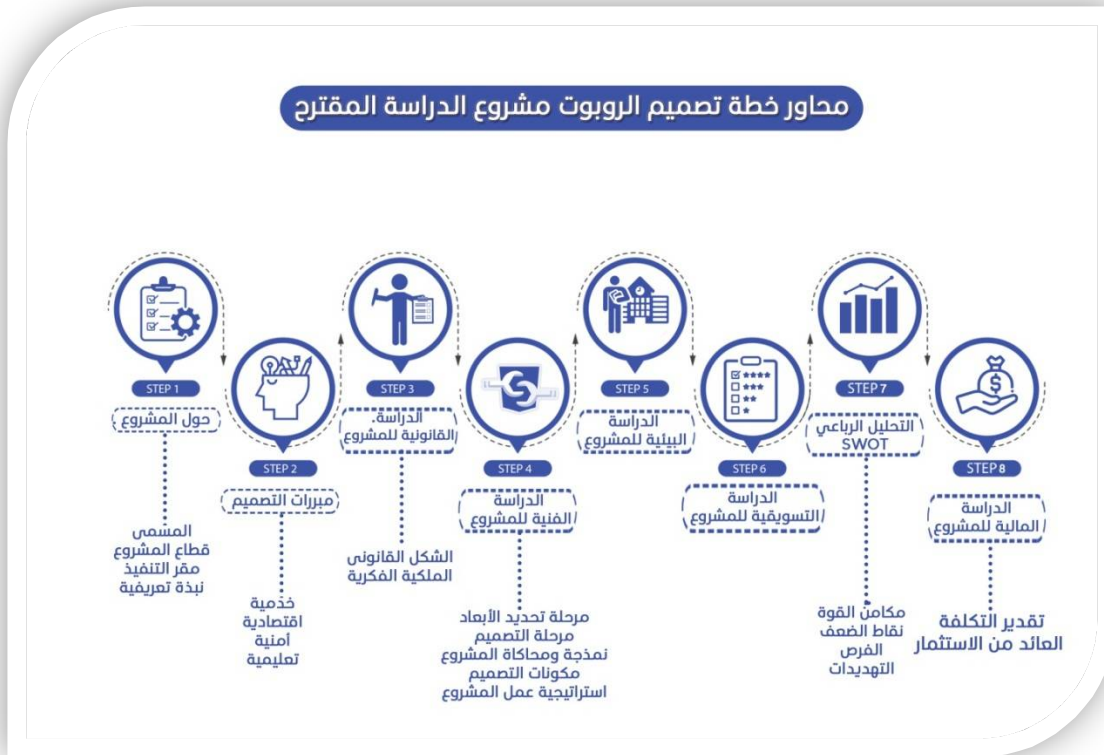 محاور خطة تصميم الروبوت مشروع الدراسة المقترح
STEP 1
حول المشروع
المسمى
قطاع المشروع
مقر التنفيذ
نبذة تعريفية
STEP 2
مبررات التصميم
خدمية
اقتصادية
أمنية
تعليمية
STEP 3
الدراسة.
القانونية للمشروع
الشكل القانونى
الملكية الفكرية
STEP 4
الدراسة
الفنية للمشروع
مرحلة تحديد الأبعاد
مرحلة التصميم
نمذجة ومحاكاة المشروع
مكونات التصميم
استراتيجية عمل المشروع
STEP 5
الدراسة
البيئية للمشروع
STEP 6
الدراسة
التسويقية للمشروع
STEP 7
التحليل الرباعي
SWOT
مكامن القوة
نقاط الضعف
الفرص
التهديدات
STEP 8
الدراسة
المالية للمشروع
تقدير التكلفة
العائد من الاستثمار